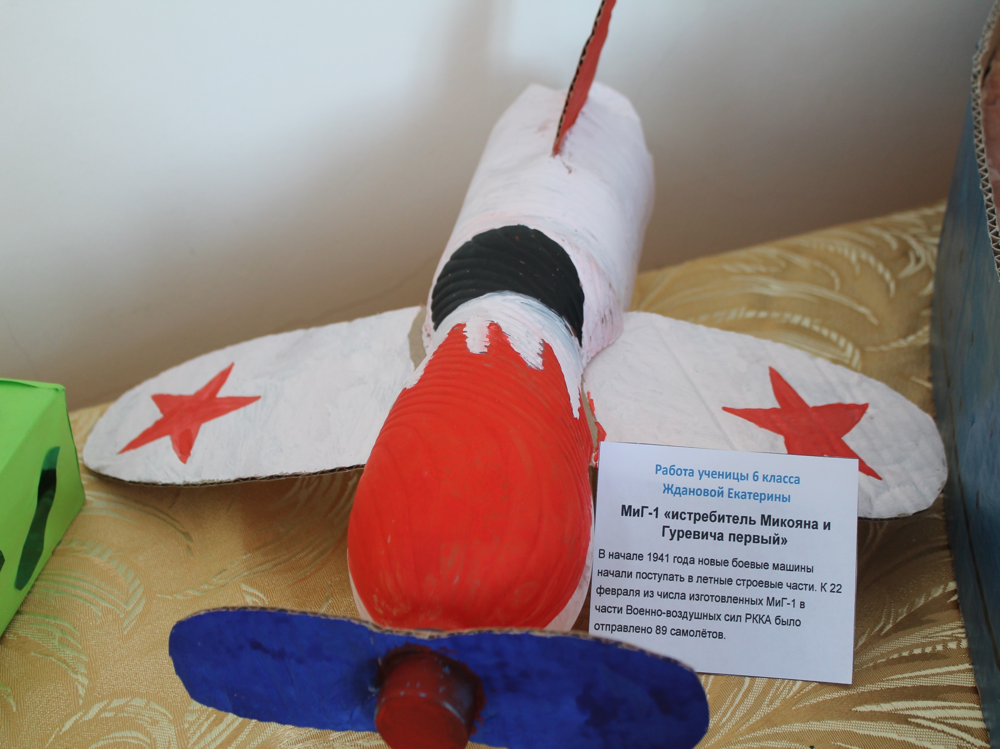 Работа ученицы 6 класса
Ждановой Екатерины
МиГ-1 «истребитель Микояна и
Гуревича первый»
В начале 1941 года новые боевые машины
начали поступать в летные строевые части. К 22
февраля из числа изготовленных МиГ-1 в
части Военно-воздушных сил РККА было
отправлено 89 самолётов.